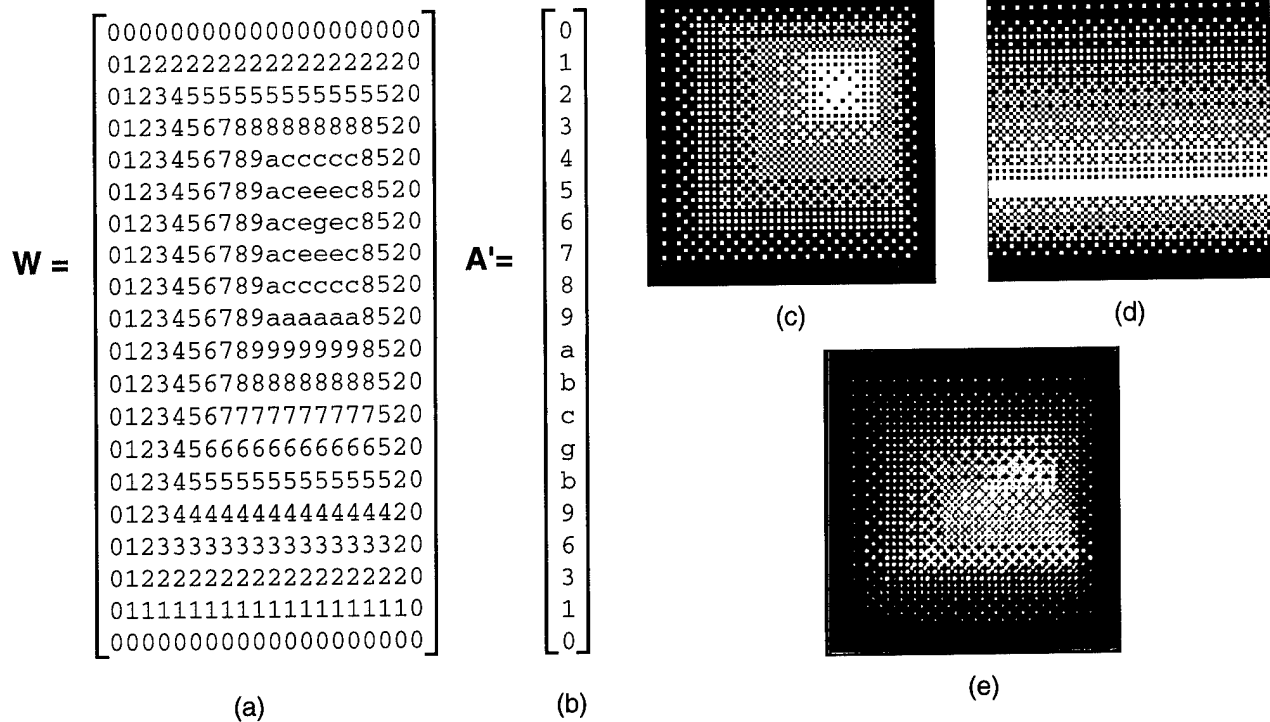 W =
00000000000000000000
01222222222222222220
01234555555555555520
01234567888888888520
0123456789accccc8520
0123456789aceeec8520
0123456789acegec8520
0123456789aceeec8520
0123456789accccc8520
0123456789aaaaaa8520
01234567899999998520
01234567888888888520
01234567777777777520
01234566666666666520
01234555555555555520
01234444444444444420
01233333333333333320
01222222222222222220
01111111111111111110
00000000000000000000
(a)
A'=
0
1
2
3
4
5
6
7
8
9
a
b
c
g
b
9
6
3
1
0
(b)
(c)
(d)
(e)